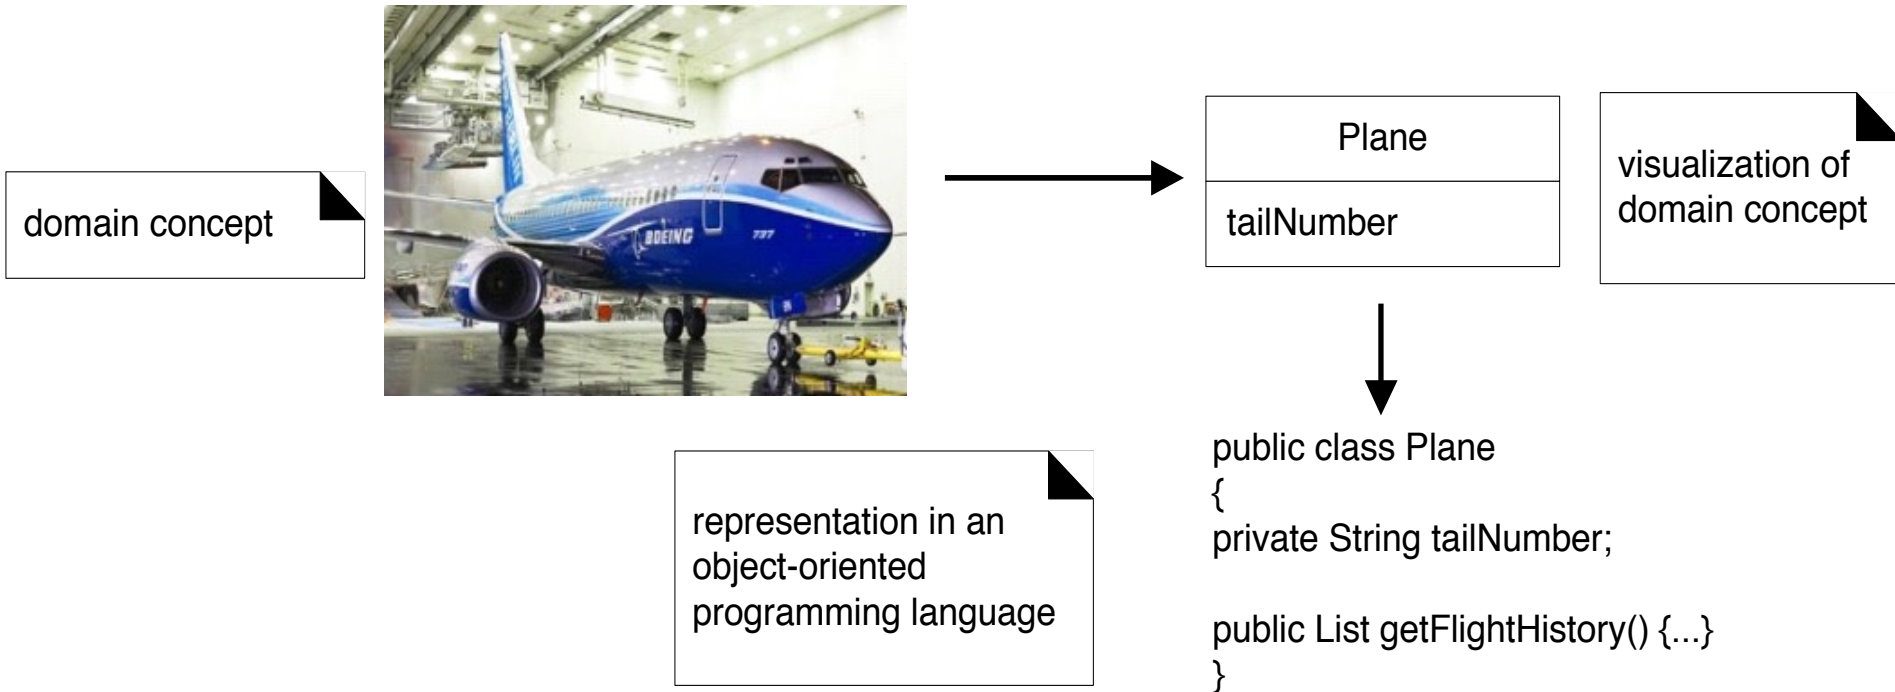 domain concept
BOEING
737
Plane
tailNumber
visualization of
domain concept
representation in an
object-oriented
programming language
public class Plane
{
private String tailNumber;
public List getFlightHistory() {...}
}